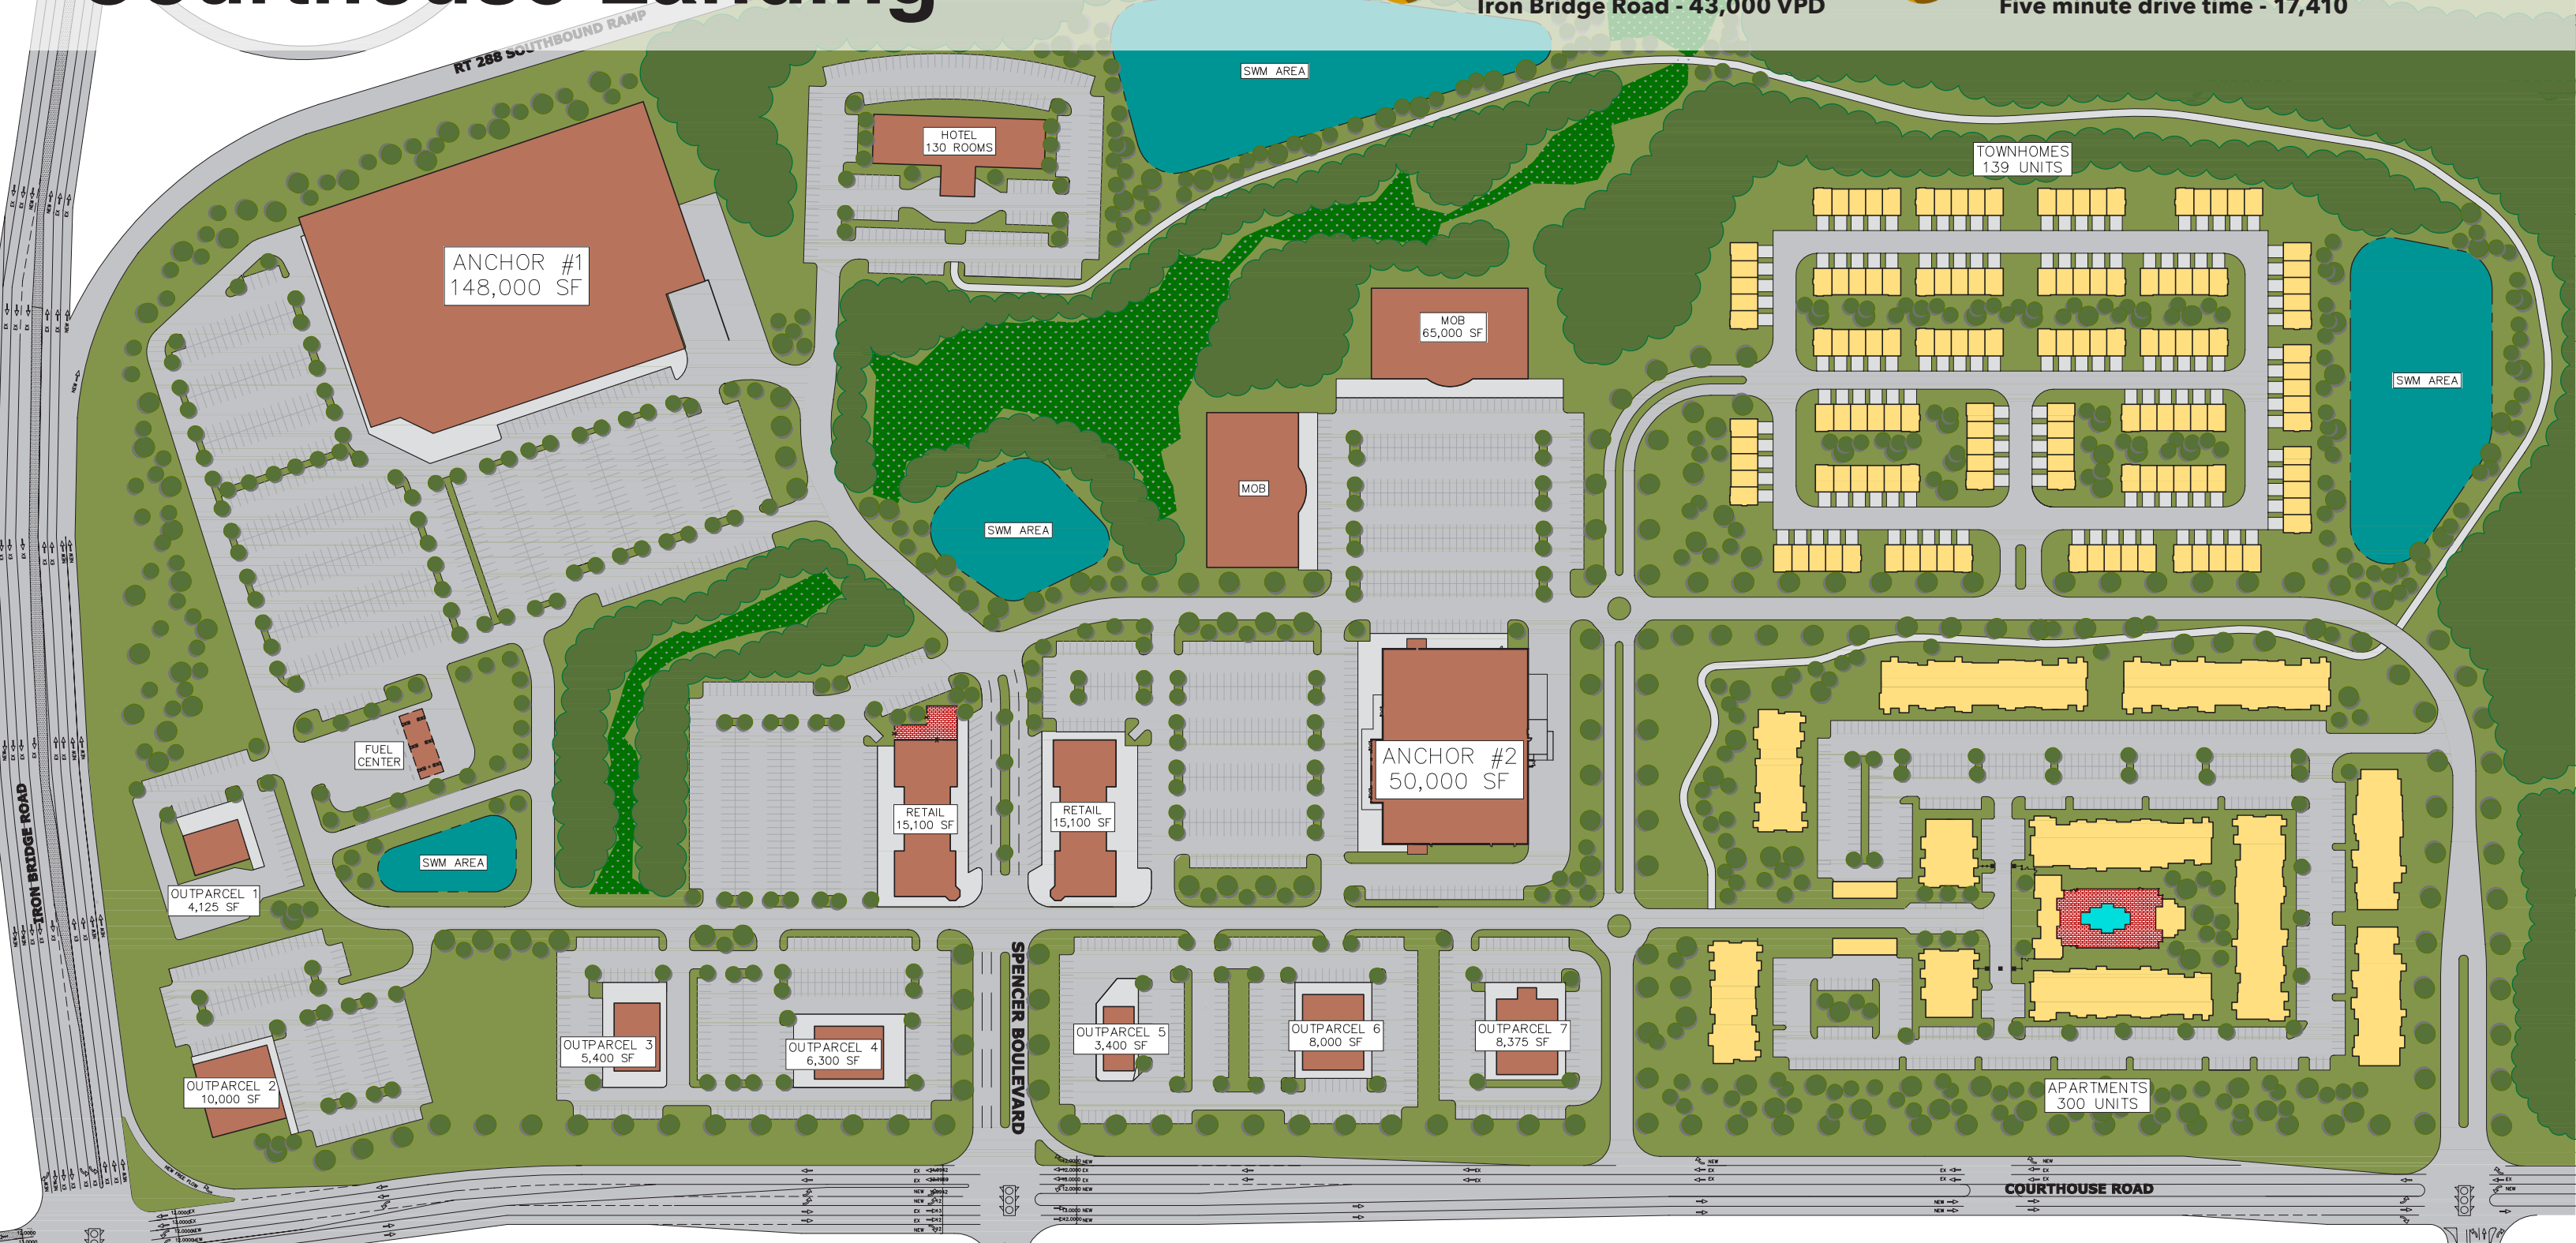 Courthouse Landing
Iron Bridge Road - 43,000 VPD
Five minute drive time - 17,410
RT 288 SOUTHBOUND RAMP
SWM AREA
HOTEL
130 ROOMS
TOWNHOMES
139 UNITS
ANCHOR #1
148,000 SF
MOB
65,000 SF
SWM AREA
MOB
SWM AREA
FUEL
CENTER
ANCHOR #2
50,000 SF
RETAIL
15,100 SF
RETAIL
15,100 SF
SWM AREA
IRON BRIDGE ROAD
OUTPARCEL 1
4,125 SF
SPENCER BOULEVARD
OUTPARCEL 5
3,400 SF
OUTPARCEL 6
8,000 SF
OUTPARCEL 7
8,375 SF
OUTPARCEL 3
5,400 SF
OUTPARCEL 4
6,300 SF
OUTPARCEL 2
10,000 SF
APARTMENTS
300 UNITS
NEW FREE FLOW
COURTHOUSE ROAD